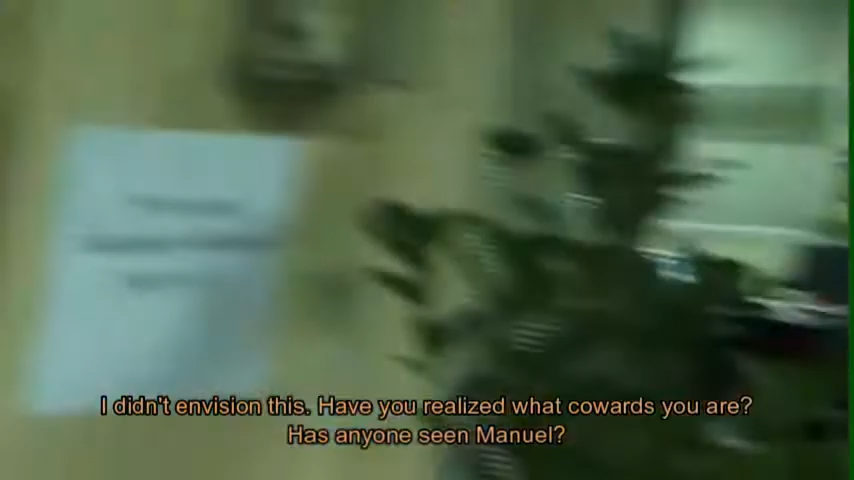 I didn't envision this. Have you realized what cowards you are?
Has anyone seen Manuel?